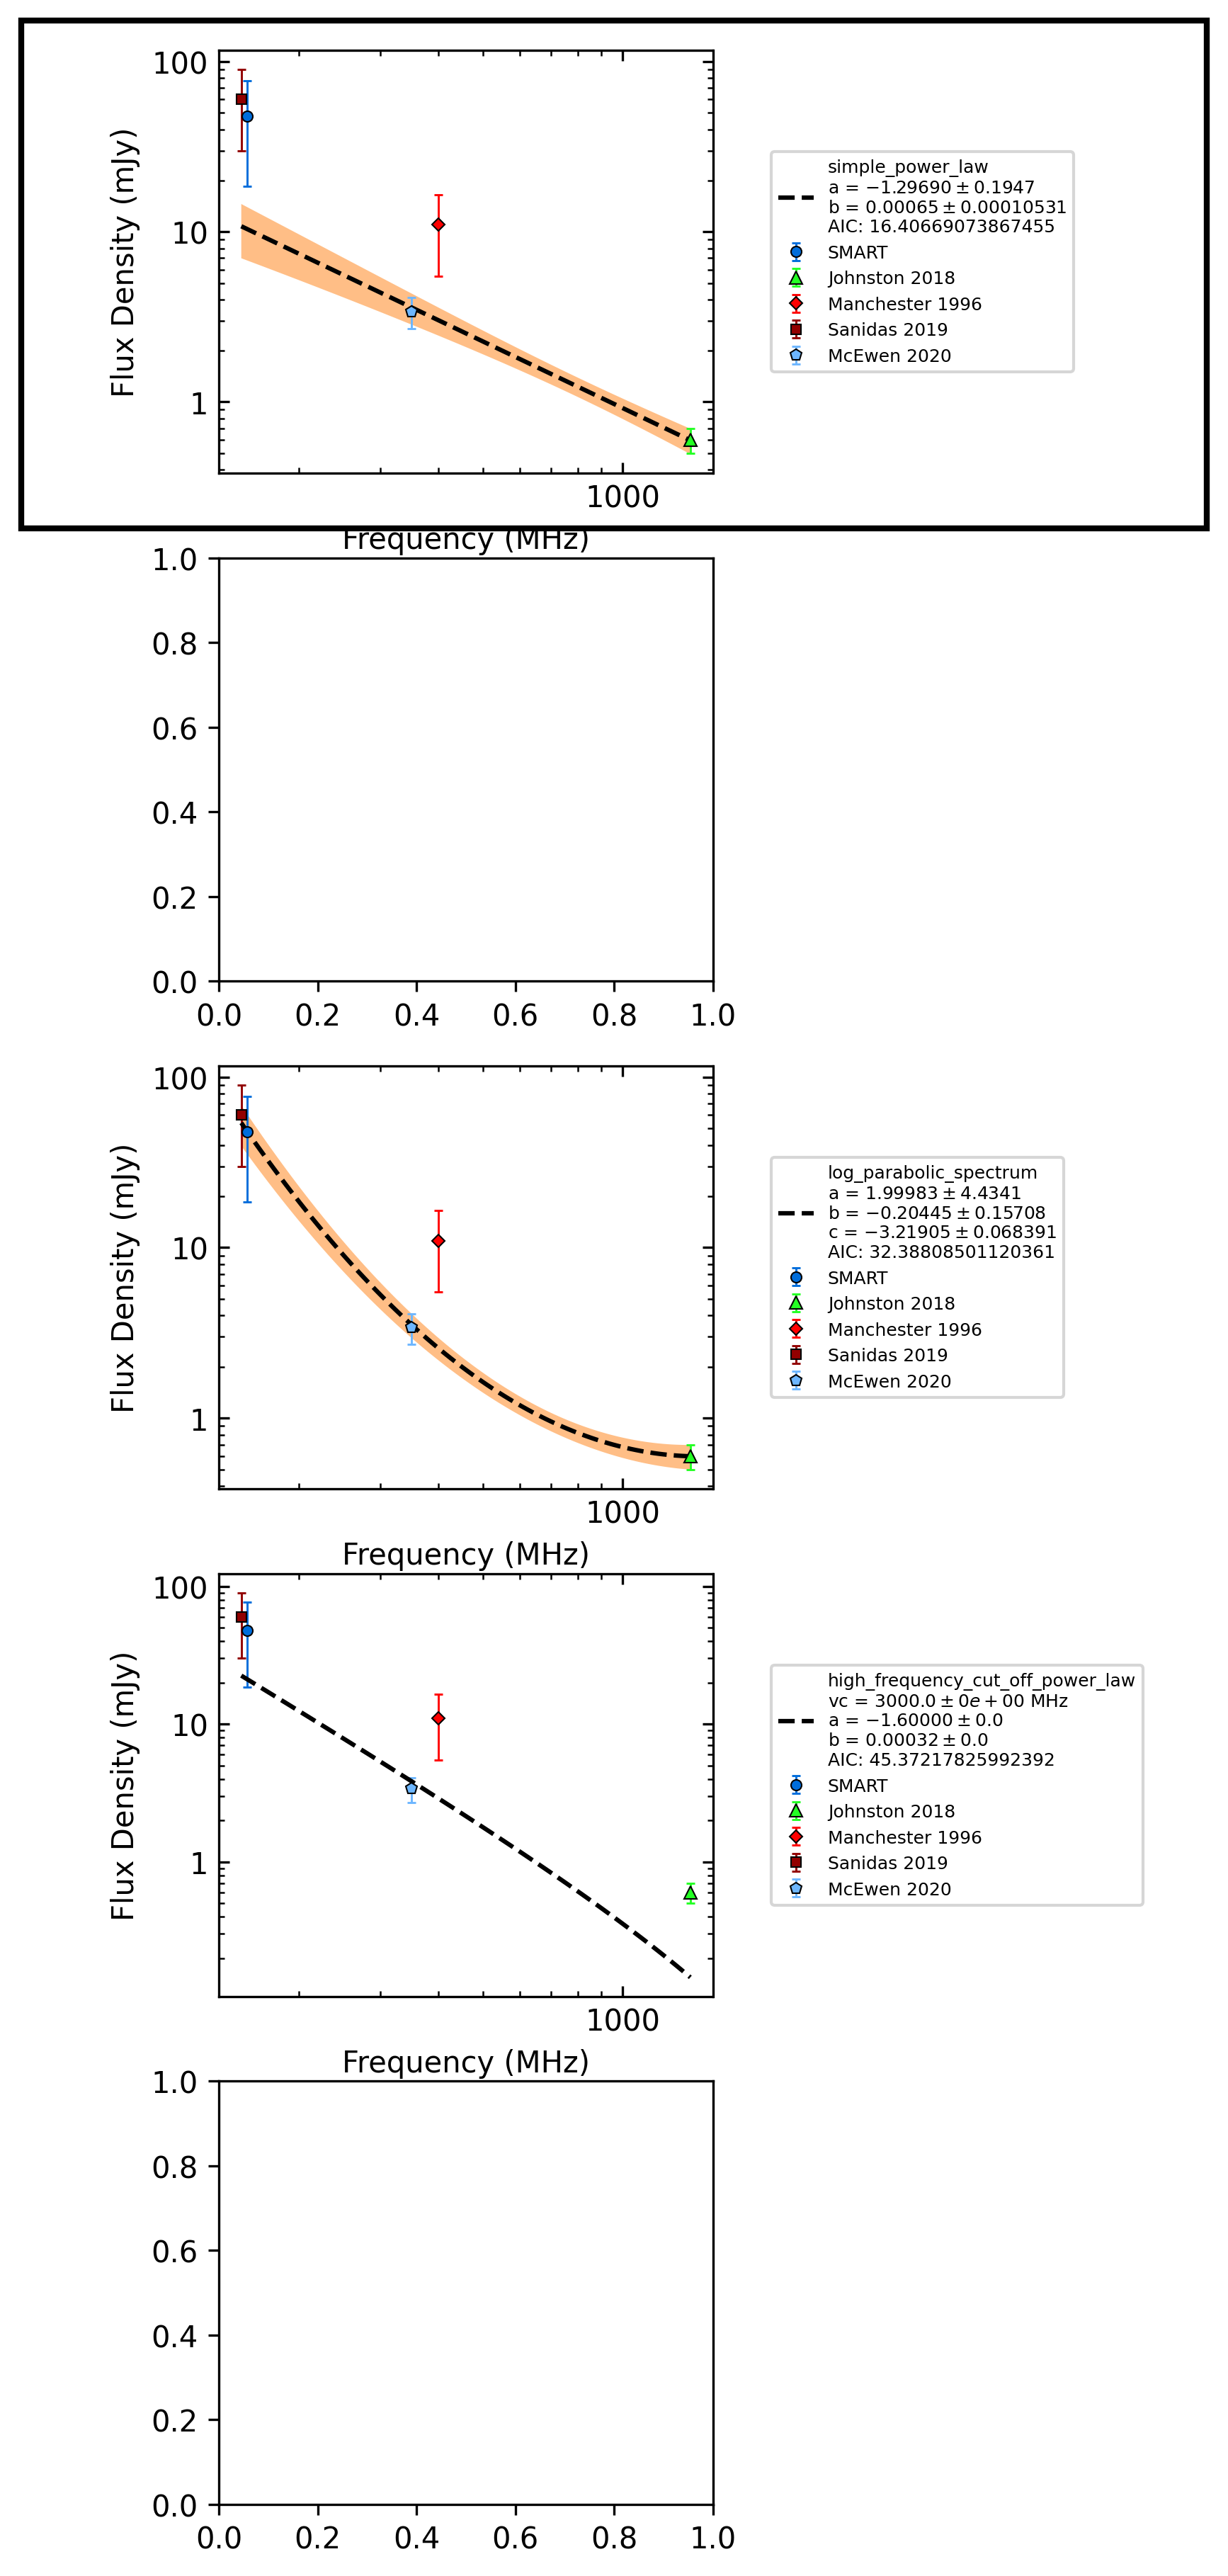 100
10
1
Flux Density (mJy)
1000
Frequency (MHz)
simple_power_law
a = −1.29690 ± 0.1947
b = 0.00065 ± 0.00010531
AIC: 16.40669073867455
SMART
Johnston 2018
Manchester 1996
Sanidas 2019
McEwen 2020
1.0
0.8
0.6
0.4
0.2
0.0
0.0 0.2 0.4 0.6 0.8 1.0
100
10
1
Flux Density (mJy)
1000
Frequency (MHz)
log_parabolic_spectrum
a = 1.99983 ± 4.4341
b = −0.20445 ± 0.15708
c = −3.21905 ± 0.068391
AIC: 32.38808501120361
SMART
Johnston 2018
Manchester 1996
Sanidas 2019
McEwen 2020
100
10
1
Flux Density (mJy)
1000
Frequency (MHz)
high_frequency_cut_off_power_law
vc = 3000.0 ± 0e + 00 MHz
a = −1.60000 ± 0.0
b = 0.00032 ± 0.0
AIC: 45.37217825992392
SMART
Johnston 2018
Manchester 1996
Sanidas 2019
McEwen 2020
1.0
0.8
0.6
0.4
0.2
0.0
0.0 0.2 0.4 0.6 0.8 1.0